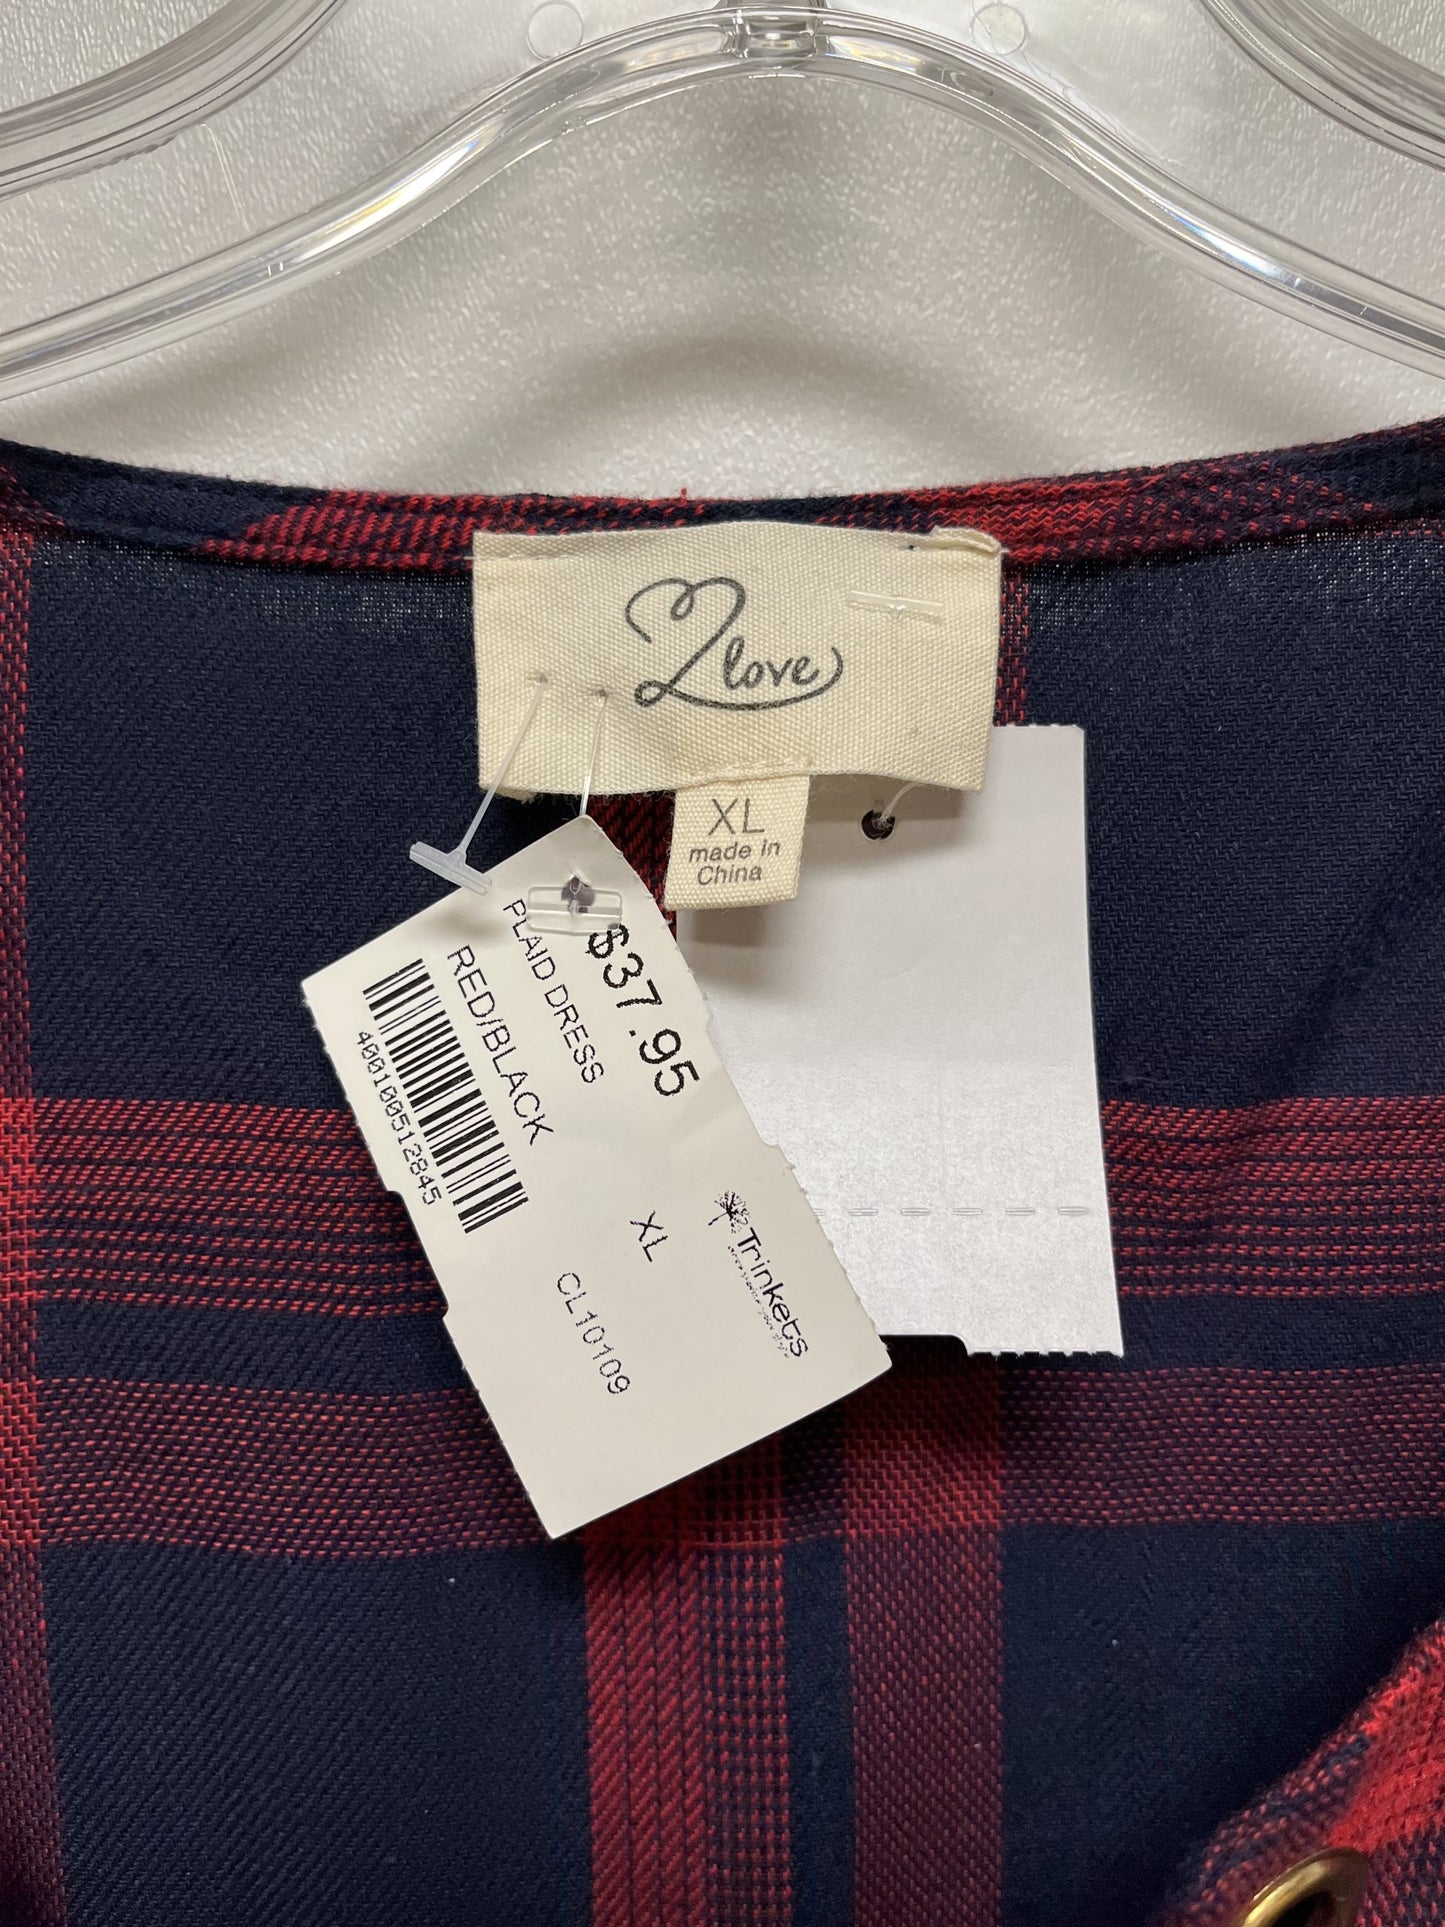 2love
XL
made in
China
$37.95
PLAID DRESS
RED/BLACK
400100512845
XL
CL10109
Trinkets